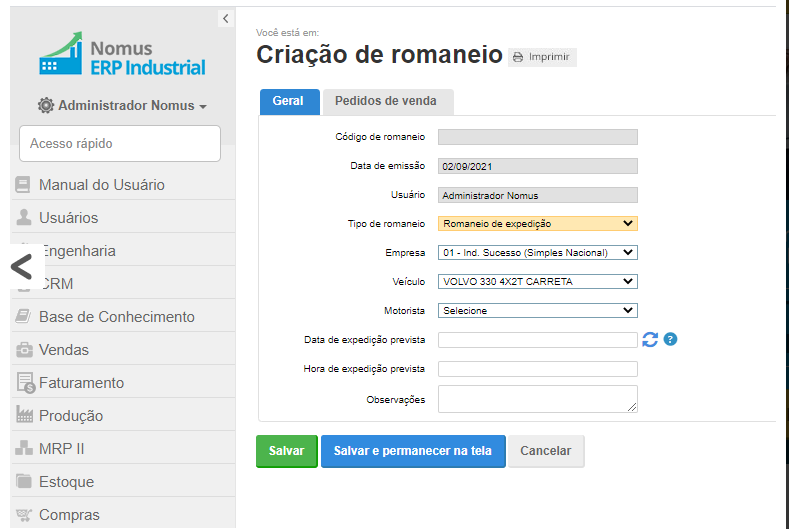 Nomus
ERP Industrial
Administrador Nomus
Acesso rápido
Manual do Usuário
Usuários
Engenharia
CRM
Base de Conhecimento
Vendas
Faturamento
Produção
MRP II
Estoque
Compras
Você está em:
Criação de romaneio
Imprimir
Geral
Pedidos de venda
Código de romaneio
Data de emissão 02/09/2021
Usuário Administrador Nomus
Tipo de romaneio Romaneio de expedição
Empresa 01 - Ind. Sucesso (Simples Nacional)
Veículo VOLVO 330 4X2T CARRETA
Motorista Selecione
Data de expedição prevista
Hora de expedição prevista
Observações
Salvar
Salvar e permanecer na tela
Cancelar